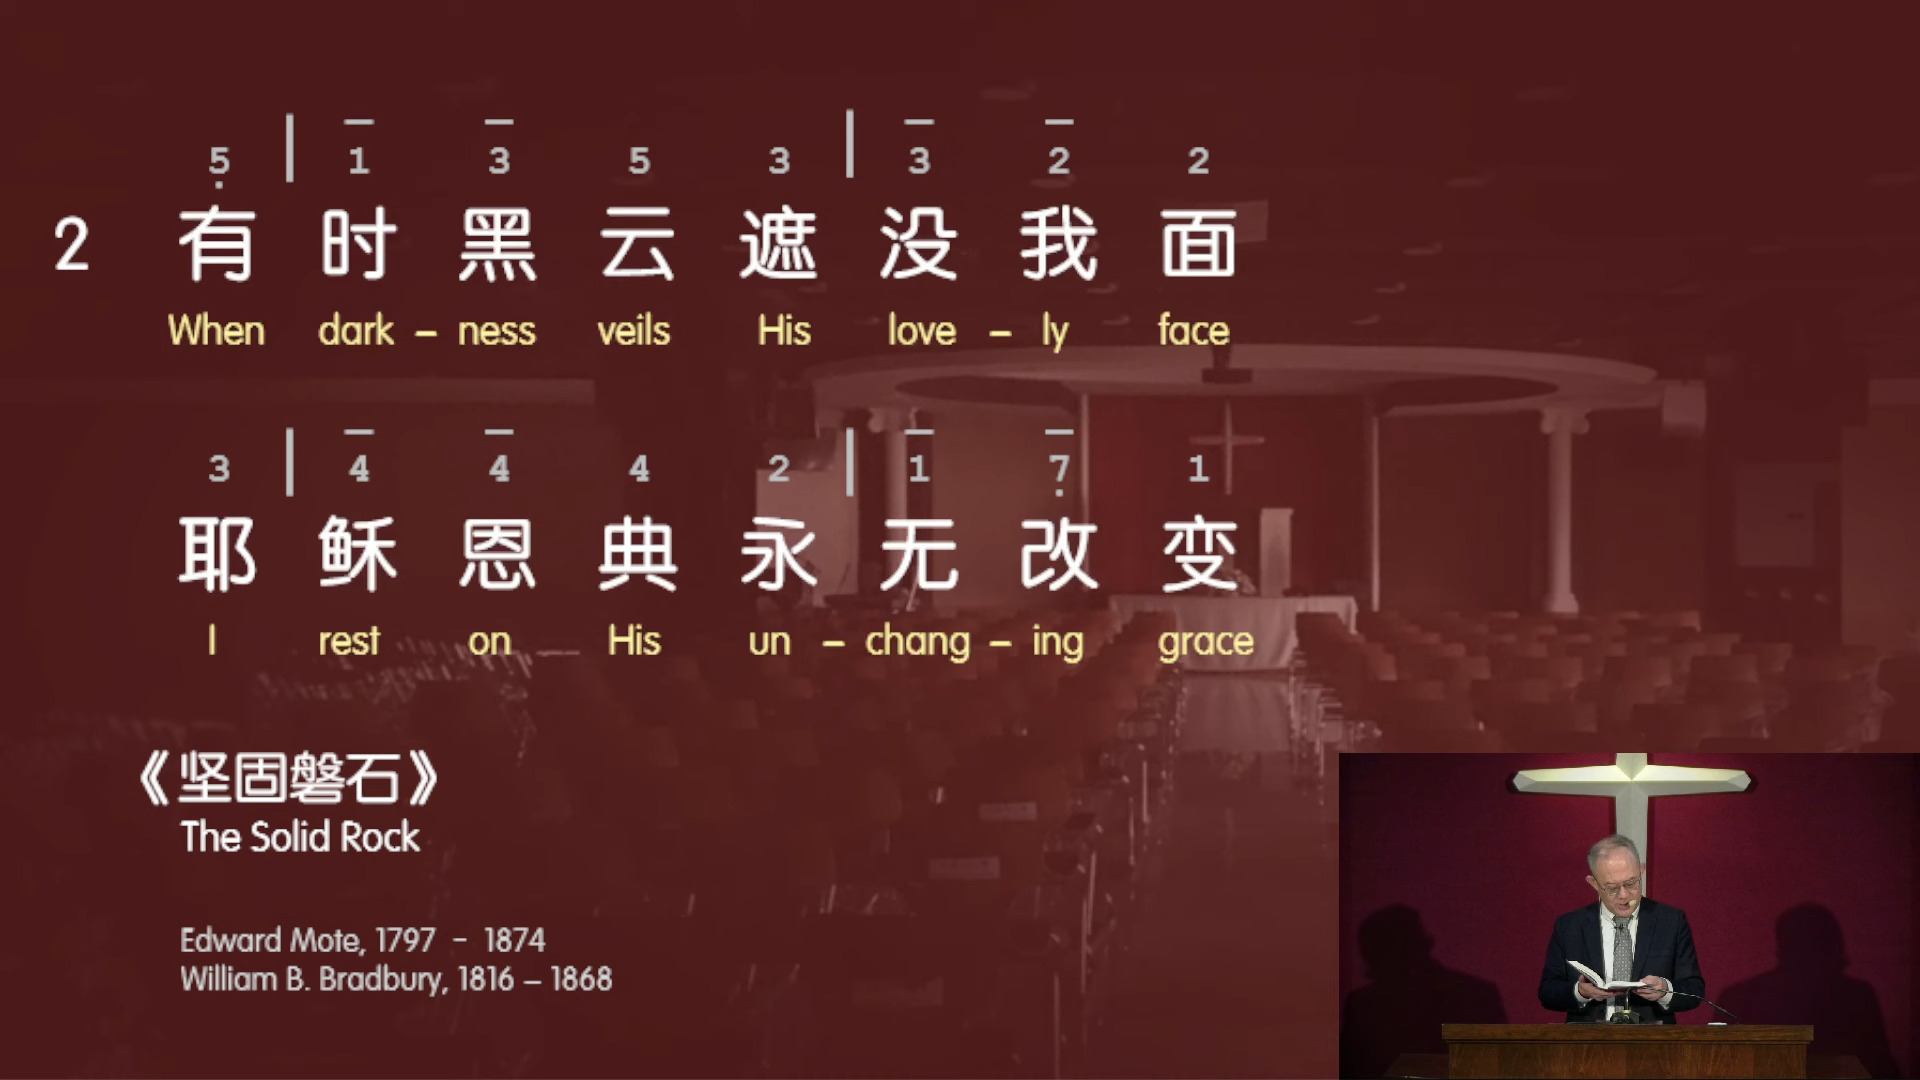 5 | 1 3 5 3 | 3 2 2
2 有时黑云遮没我面
When dark – ness veils His love – ly face
3 | 4 4 4 2 | 1 7 1
耶稣恩典永无改变
I rest on His un – chang – ing grace
《坚固磐石》
The Solid Rock
Edward Mote, 1797 – 1874
William B. Bradbury, 1816 – 1868